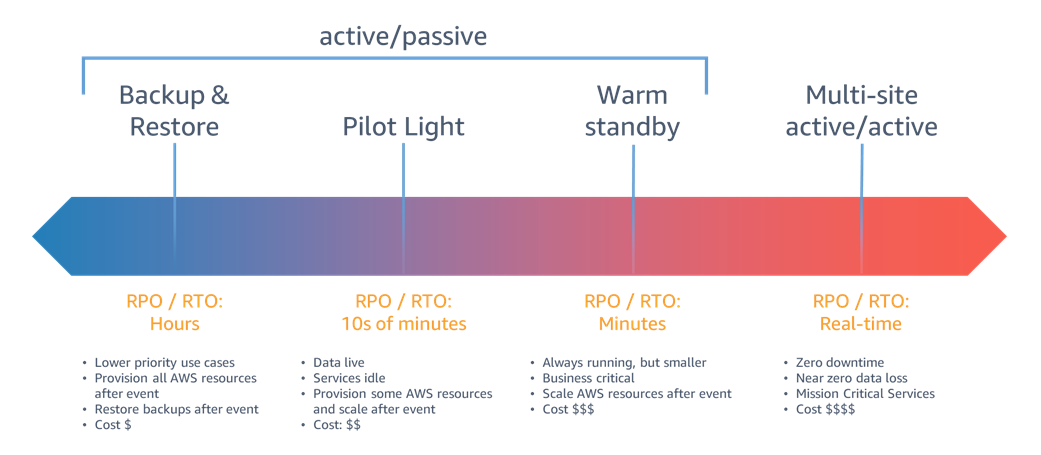 active/passive
Backup &
Restore
Pilot Light
Warm
standby
Multi-site
active/active
RPO / RTO:
Hours
RPO / RTO:
10s of minutes
RPO / RTO:
Minutes
RPO / RTO:
Real-time
• Lower priority use cases
• Provision all AWS resources
after event
• Restore backups after event
• Cost $
• Data live
• Services idle
• Provision some AWS resources
and scale after event
• Cost: $$
• Always running, but smaller
• Business critical
• Scale AWS resources after event
• Cost $$$
• Zero downtime
• Near zero data loss
• Mission Critical Services
• Cost $$$$